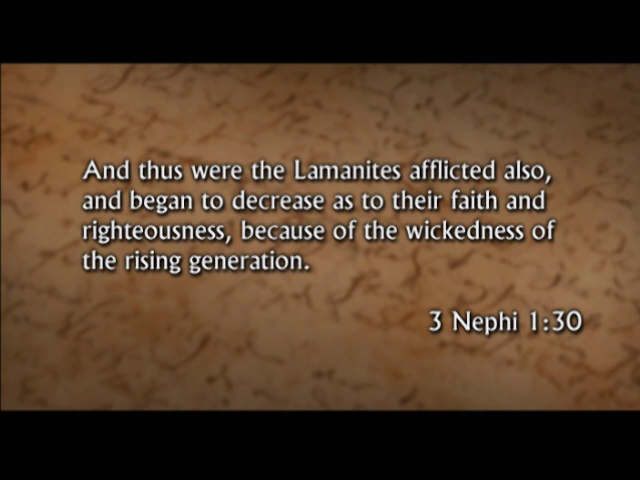 And thus were the Lamanites afflicted also,
and began to decrease as to their faith and
righteousness, because of the wickedness of
the rising generation.
3 Nephi 1:30